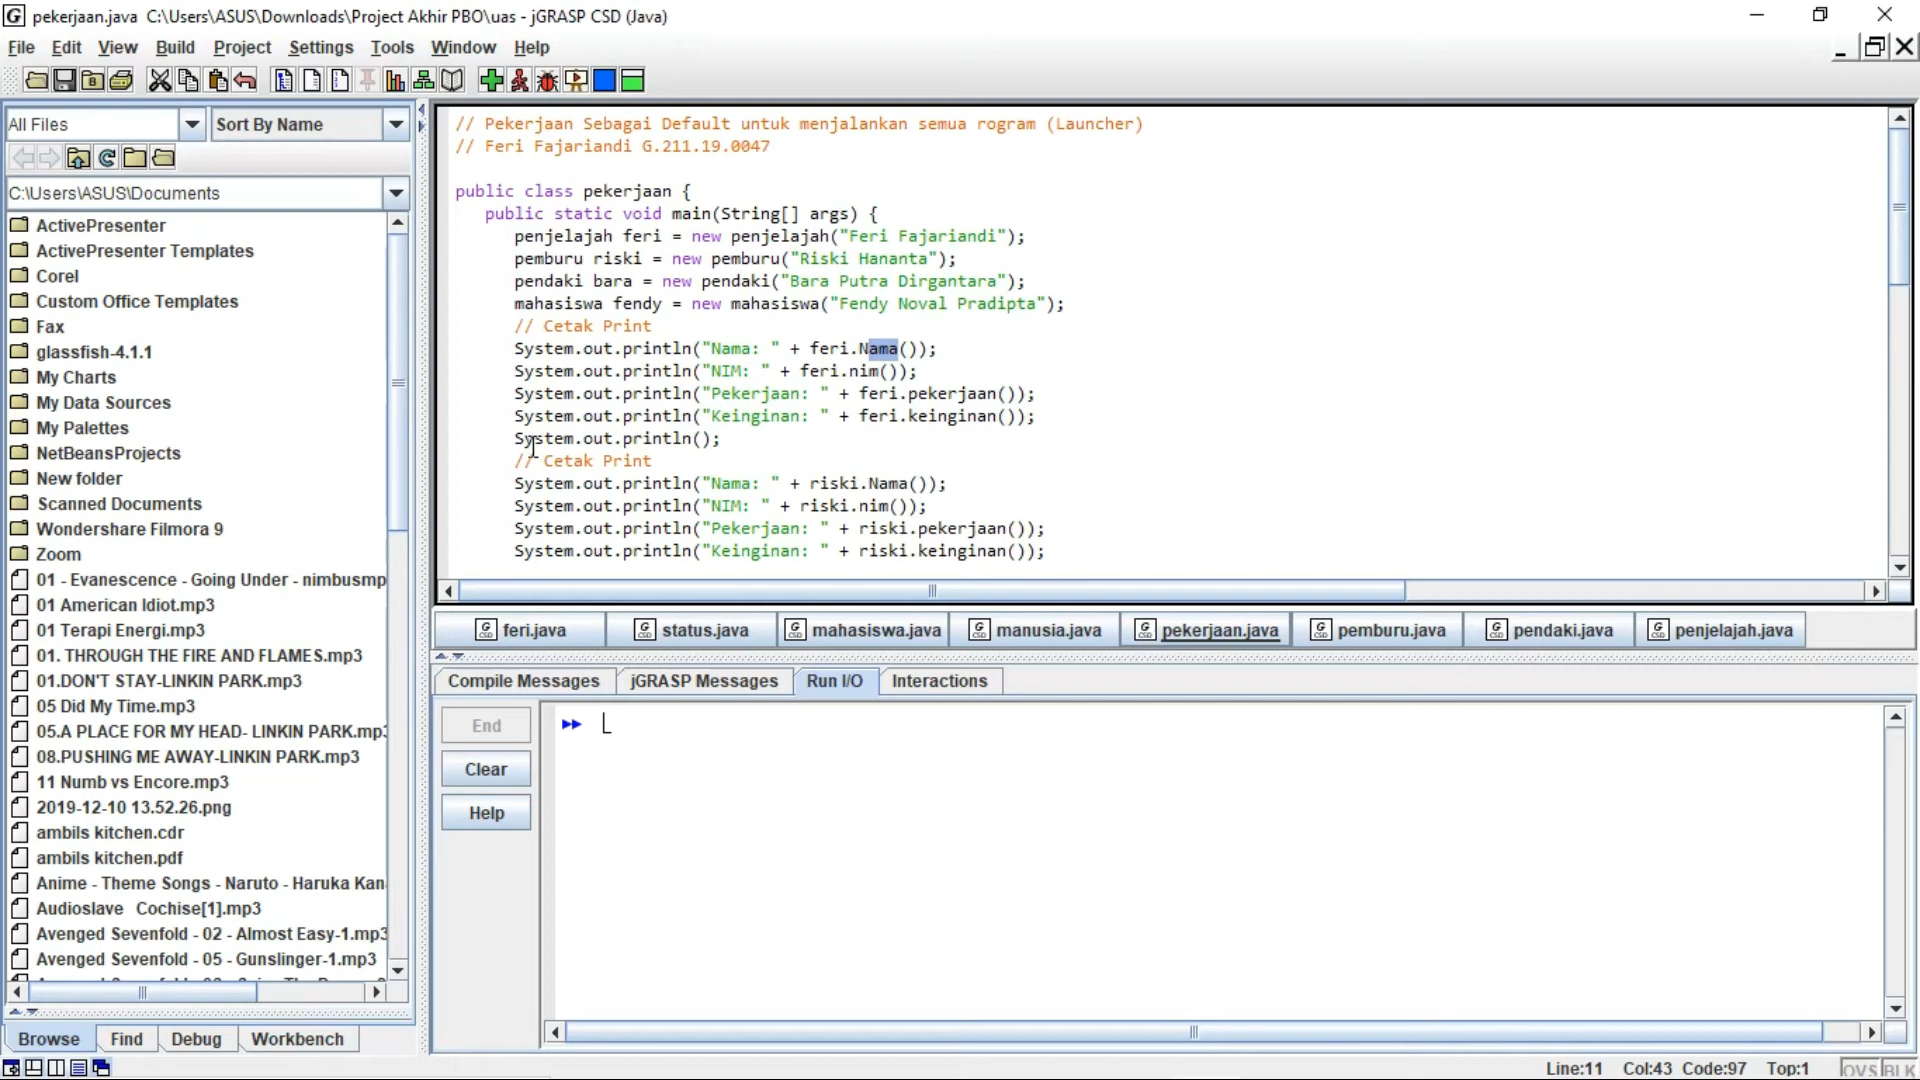 pekerjaan.java C:\Users\ASUS\Downloads\Project Akhir PBO\uas - jGRASP CSD (Java)
File Edit View Build Project Settings Tools Window Help
All Files
Sort By Name
C:\Users\ASUS\Documents
ActivePresenter
ActivePresenter Templates
Corel
Custom Office Templates
Fax
glassfish-4.1.1
My Charts
My Data Sources
My Palettes
NetBeansProjects
New folder
Scanned Documents
Wondershare Filmora 9
Zoom
01 - Evanescence - Going Under - nimbusmp
01 American Idiot.mp3
01 Terapi Energi.mp3
01. THROUGH THE FIRE AND FLAMES.mp3
01.DON'T STAY-LINKIN PARK.mp3
05 Did My Time.mp3
05.A PLACE FOR MY HEAD- LINKIN PARK.mp
08.PUSHING ME AWAY-LINKIN PARK.mp3
11 Numb vs Encore.mp3
2019-12-10 13.52.26.png
ambils kitchen.cdr
ambils kitchen.pdf
Anime - Theme Songs - Naruto - Haruka Kan
Audioslave Cochise[1].mp3
Avenged Sevenfold - 02 - Almost Easy-1.mp3
Avenged Sevenfold - 05 - Gunslinger-1.mp3
Browse Find Debug Workbench
// Pekerjaan Sebagai Default untuk menjalankan semua rogram (Launcher)
// Feri Fajariandi G.211.19.0047
public class pekerjaan {
public static void main(String[] args) {
penjelajah feri = new penjelajah("Feri Fajariandi");
pemburu riski = new pemburu("Riski Hananta");
pendaki bara = new pendaki("Bara Putra Dirgantara");
mahasiswa fendy = new mahasiswa("Fendy Noval Pradipta");
// Cetak Print
System.out.println("Nama: " + feri.Nama());
System.out.println("NIM: " + feri.nim());
System.out.println("Pekerjaan: " + feri.pekerjaan());
System.out.println("Keinginan: " + feri.keinginan());
System.out.println();
// Cetak Print
System.out.println("Nama: " + riski.Nama());
System.out.println("NIM: " + riski.nim());
System.out.println("Pekerjaan: " + riski.pekerjaan());
System.out.println("Keinginan: " + riski.keinginan());
feri.java status.java mahasiswa.java manusia.java pekerjaan.java pemburu.java pendaki.java penjelajah.java
Compile Messages jGRASP Messages Run I/O Interactions
End
Clear
Help
Line:11 Col:43 Code:97 Top:1 OVS BLK